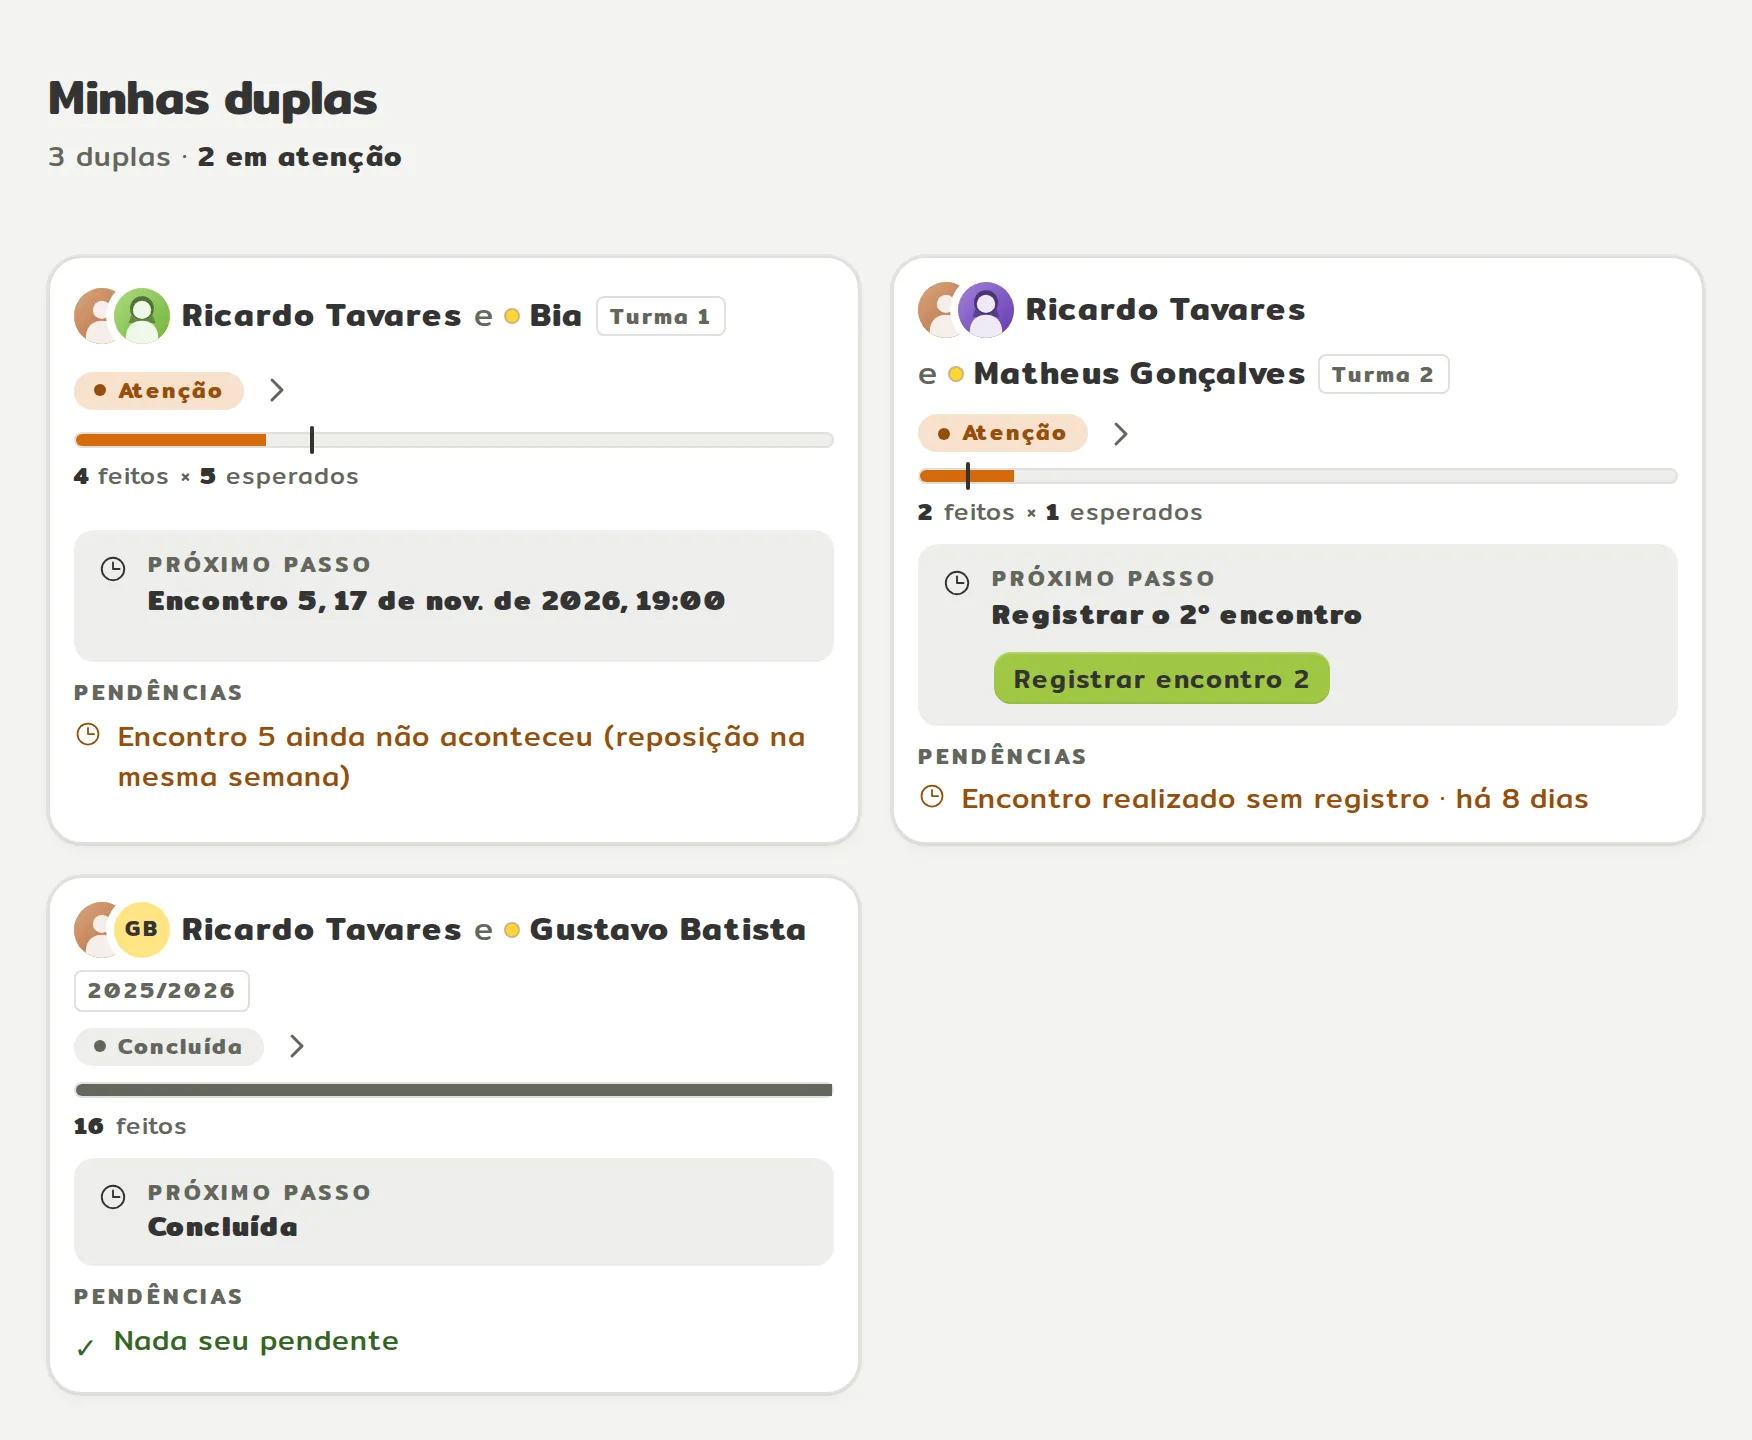 Minhas duplas
3 duplas · 2 em atenção
Ricardo Tavares e Bia Turma 1
Atenção
4 feitos × 5 esperados
PRÓXIMO PASSO
Encontro 5, 17 de nov. de 2026, 19:00
PENDÊNCIAS
Encontro 5 ainda não aconteceu (reposição na
mesma semana)
Ricardo Tavares
e Matheus Gonçalves Turma 2
Atenção
2 feitos × 1 esperados
PRÓXIMO PASSO
Registrar o 2º encontro
Registrar encontro 2
PENDÊNCIAS
Encontro realizado sem registro · há 8 dias
GB Ricardo Tavares e Gustavo Batista
2025/2026
Concluída
16 feitos
PRÓXIMO PASSO
Concluída
PENDÊNCIAS
✓ Nada seu pendente